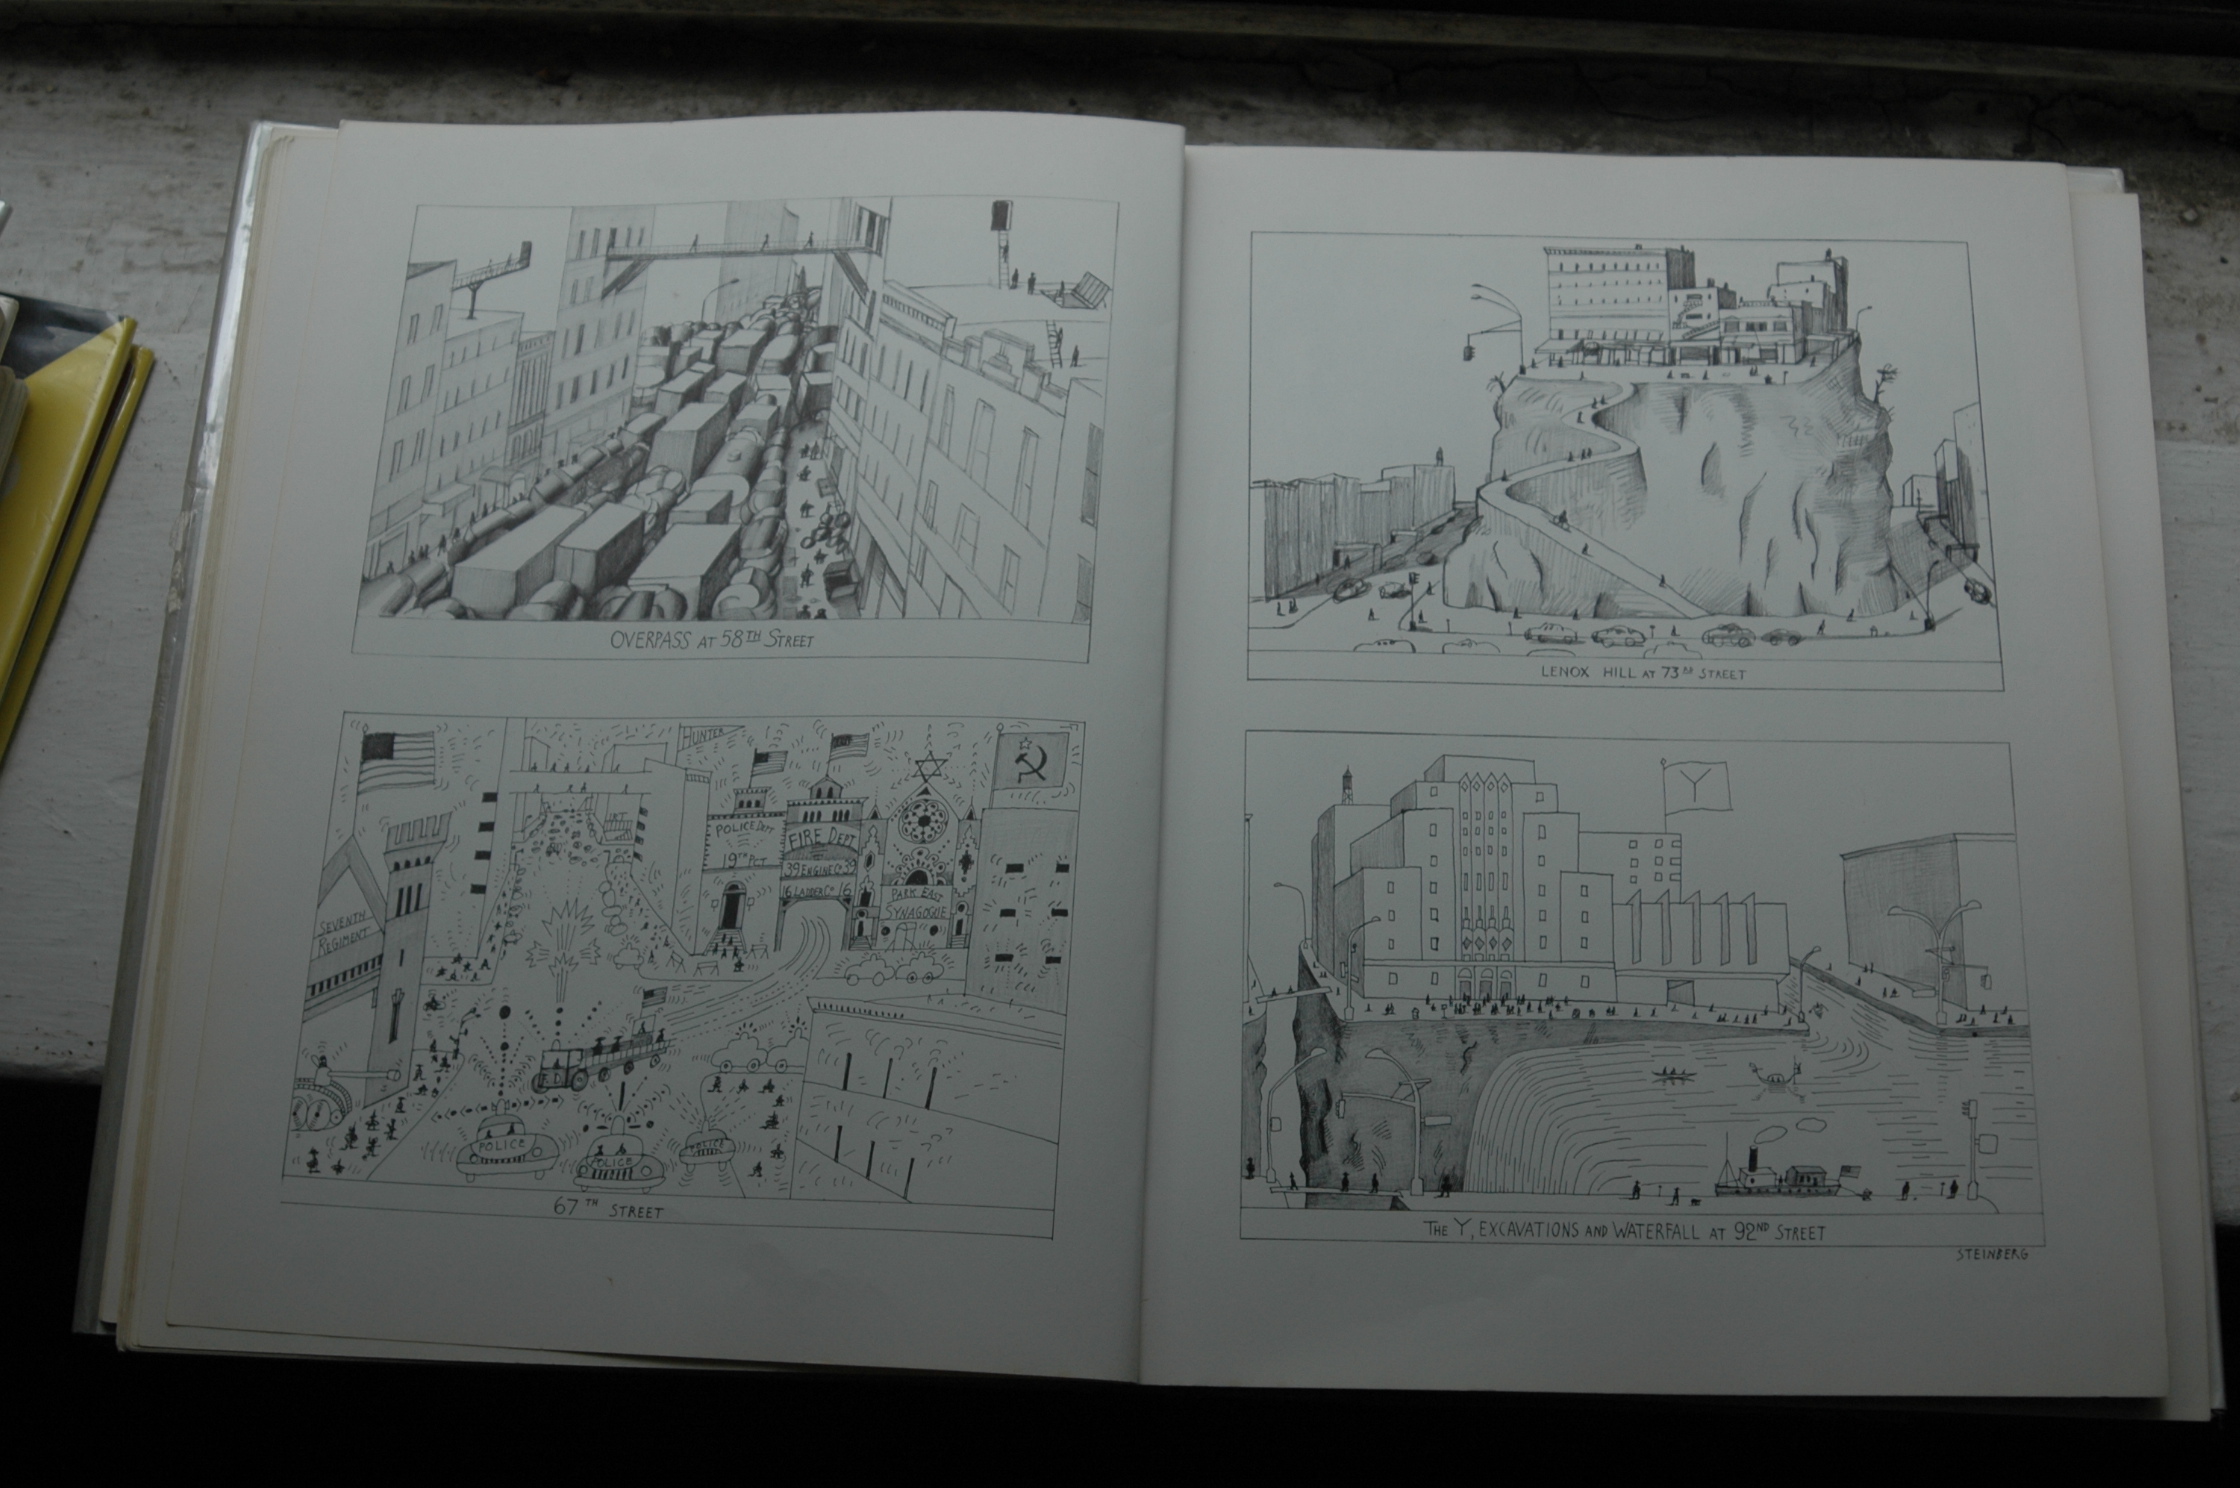 OVERPASS AT 58TH STREET
HUNTER
POLICE DEPT
19TH PCT
FIRE DEPT
39 ENGINE CO 39
16 LADDER CO 16
PARK EAST
SYNAGOGUE
SEVENTH
REGIMENT
POLICE
POLICE
POLICE
67TH STREET
LENOX HILL AT 73RD STREET
Y
THE Y, EXCAVATIONS AND WATERFALL AT 92ND STREET
STEINBERG